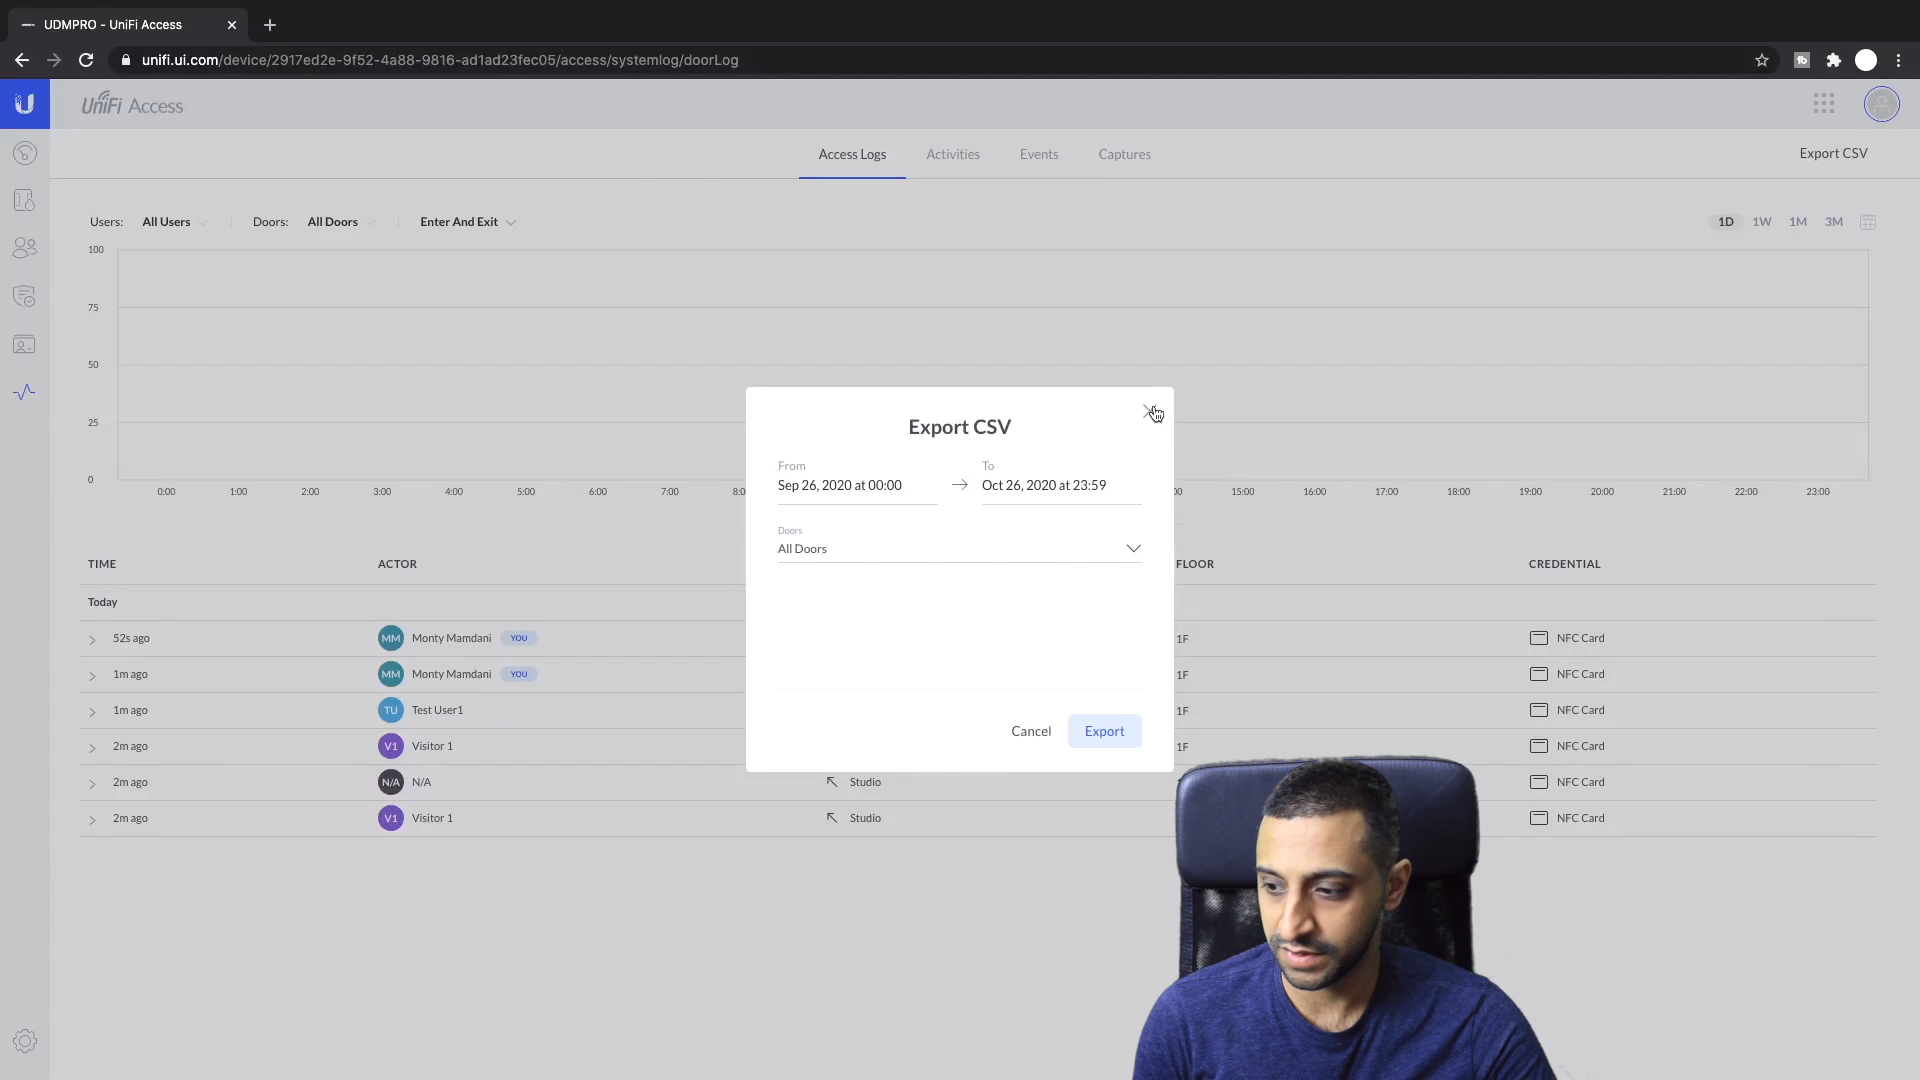 UDMPRO - UniFi Access
unifi.ui.com/device/2917ed2e-9f52-4a88-9816-ad1ad23fec05/access/systemlog/doorLog
U UniFi Access
Access Logs Activities Events Captures Export CSV
Users: All Users Doors: All Doors Enter And Exit 1D 1W 1M 3M
100
75
50
25
0
0:00 1:00 2:00 3:00 4:00 5:00 6:00 7:00 15:00 16:00 17:00 18:00 19:00 20:00 21:00 22:00 23:00
Export CSV
From To
Sep 26, 2020 at 00:00 Oct 26, 2020 at 23:59
Doors
All Doors
Cancel Export
TIME ACTOR FLOOR CREDENTIAL
Today
52s ago MM Monty Mamdani YOU 1F NFC Card
1m ago MM Monty Mamdani YOU 1F NFC Card
1m ago TU Test User1 1F NFC Card
2m ago V1 Visitor 1 1F NFC Card
2m ago N/A N/A Studio NFC Card
2m ago V1 Visitor 1 Studio NFC Card